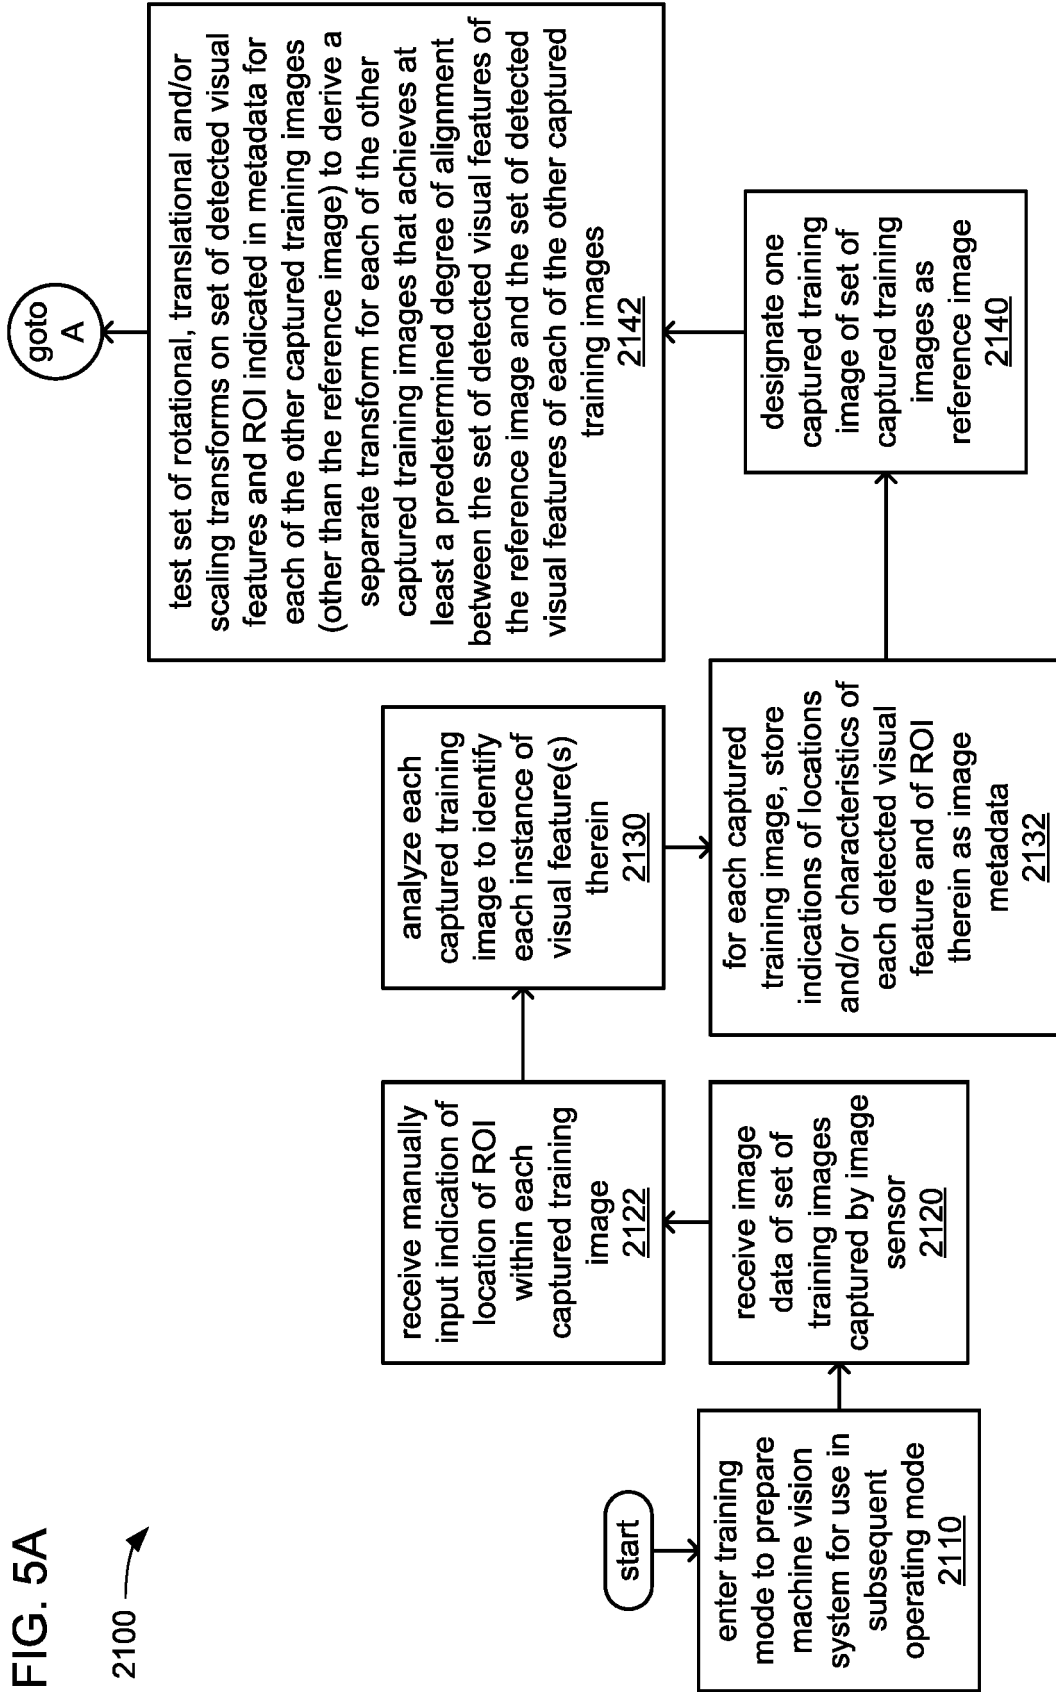 FIG. 5A
2100
start
enter training
mode to prepare
machine vision
system for use in
subsequent
operating mode
2110
receive image
data of set of
training images
captured by image
sensor
2120
receive manually
input indication of
location of ROI
within each
captured training
image
2122
analyze each
captured training
image to identify
each instance of
visual feature(s)
therein
2130
for each captured
training image, store
indications of locations
and/or characteristics of
each detected visual
feature and of ROI
therein as image
metadata
2132
designate one
captured training
image of set of
captured training
images as
reference image
2140
test set of rotational, translational and/or
scaling transforms on set of detected visual
features and ROI indicated in metadata for
each of the other captured training images
(other than the reference image) to derive a
separate transform for each of the other
captured training images that achieves at
least a predetermined degree of alignment
between the set of detected visual features of
the reference image and the set of detected
visual features of each of the other captured
training images
2142
goto
A